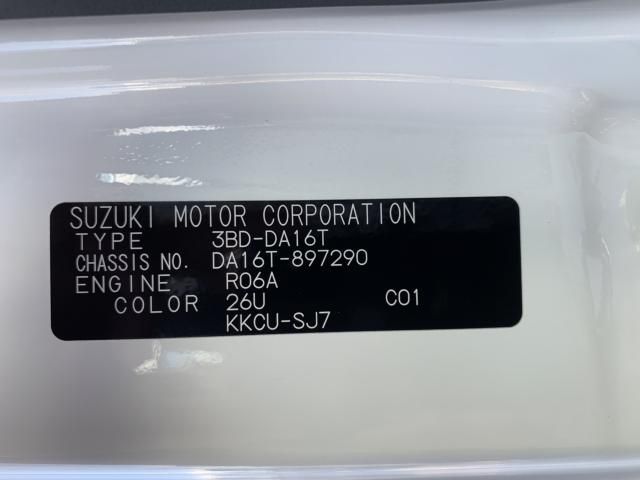 SUZUKI MOTOR CORPORATION
TYPE 3BD-DA16T
CHASSIS NO. DA16T-897290
ENGINE R06A
COLOR 26U C01
KKCU-SJ7